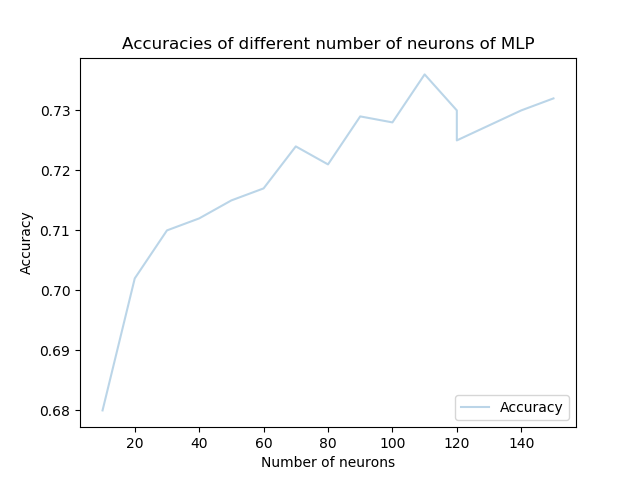 Accuracies of different number of neurons of MLP
0.73
0.72
0.71
0.70
0.69
0.68
Accuracy
Accuracy
20 40 60 80 100 120 140
Number of neurons